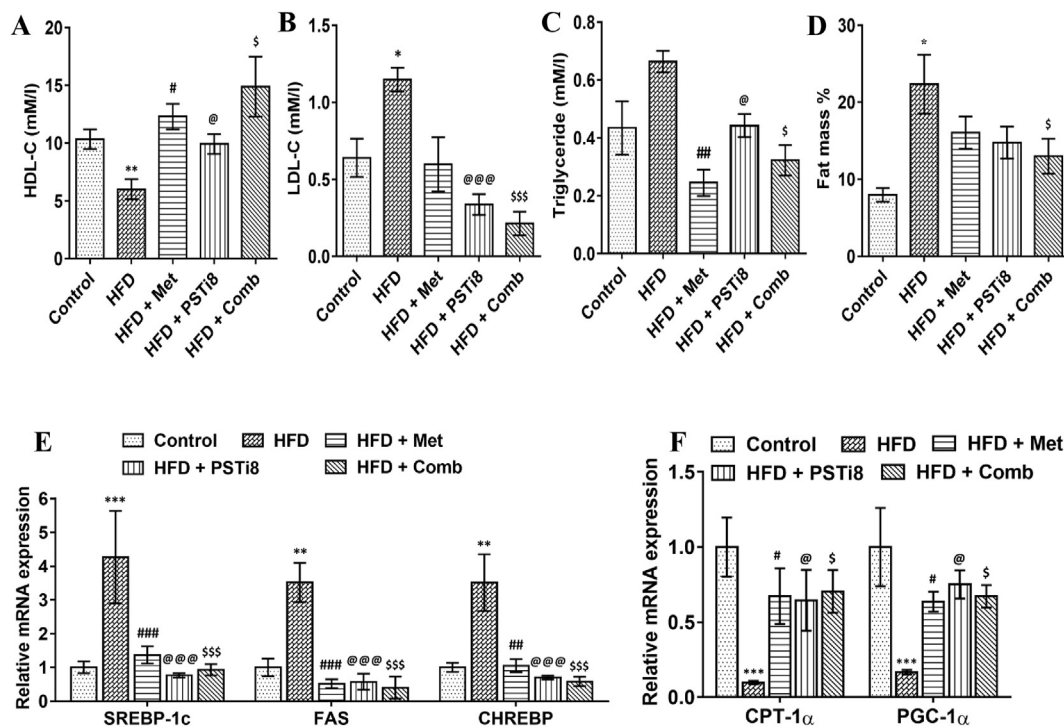 A
HDL-C (mM/l)
20
15
10
5
0
**
#
@
$
Control
HFD
HFD + Met
HFD + PSTi8
HFD + Comb
B
LDL-C (mM/l)
1.5
1.0
0.5
0.0
*
@@@
$$$
Control
HFD
HFD + Met
HFD + PSTi8
HFD + Comb
C
Triglyceride (mM/l)
0.8
0.6
0.4
0.2
0.0
##
@
$
Control
HFD
HFD + Met
HFD + PSTi8
HFD + Comb
D
Fat mass %
30
20
10
0
*
$
Control
HFD
HFD + Met
HFD + PSTi8
HFD + Comb
E
Control HFD HFD + Met
HFD + PSTi8 HFD + Comb
Relative mRNA expression
6
5
4
3
2
1
0
*** ### @@@ $$$
** ### @@@ $$$
** ## @@@ $$$
SREBP-1c FAS CHREBP
F
Control HFD HFD + Met
HFD + PSTi8 HFD + Comb
Relative mRNA expression
1.5
1.0
0.5
0.0
*** # @ $
*** # @ $
CPT-1α PGC-1α